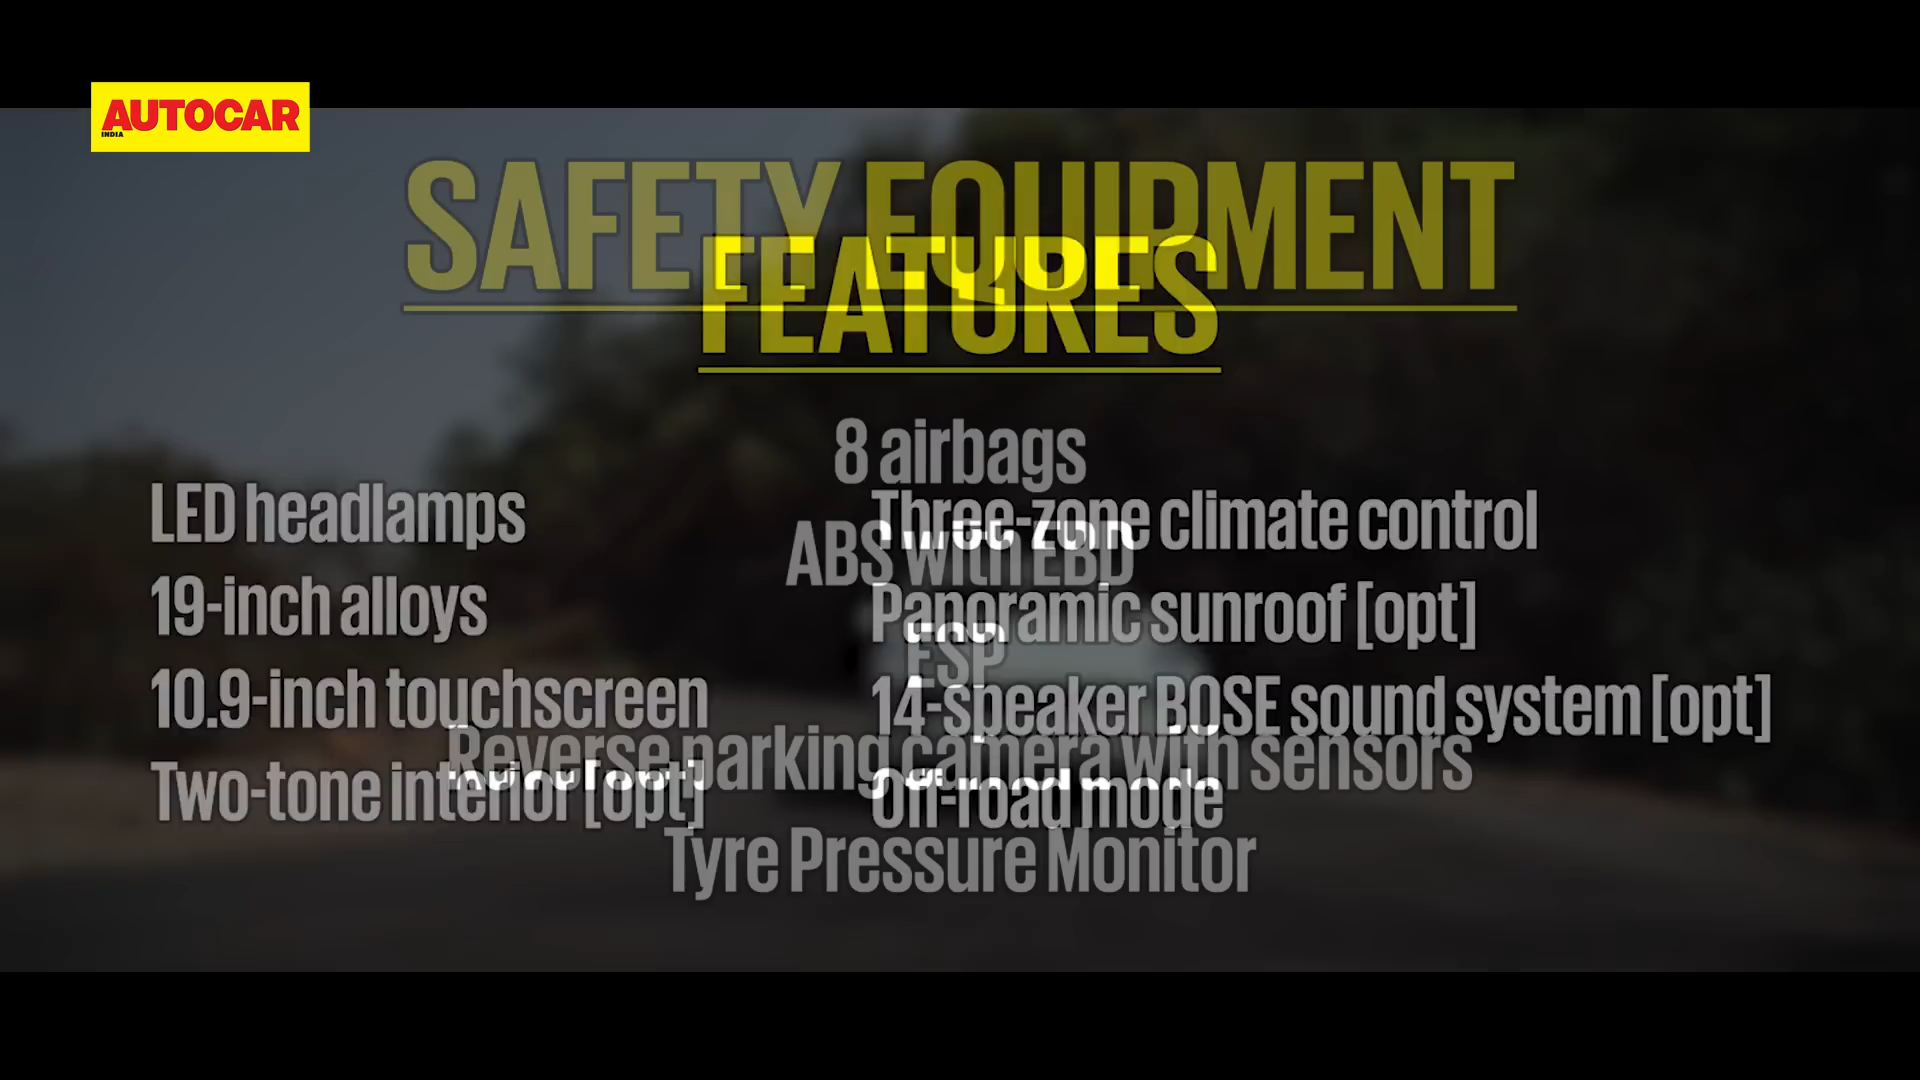 AUTOCAR
INDIA
SAFETY EQUIPMENT
FEATURES
8 airbags
LED headlamps
Three-zone climate control
ABS with EBD
19-inch alloys
Panoramic sunroof [opt]
ESP
10.9-inch touchscreen
14-speaker BOSE sound system [opt]
Reverse parking camera with sensors
Two-tone interior [opt]
Off-road mode
Tyre Pressure Monitor